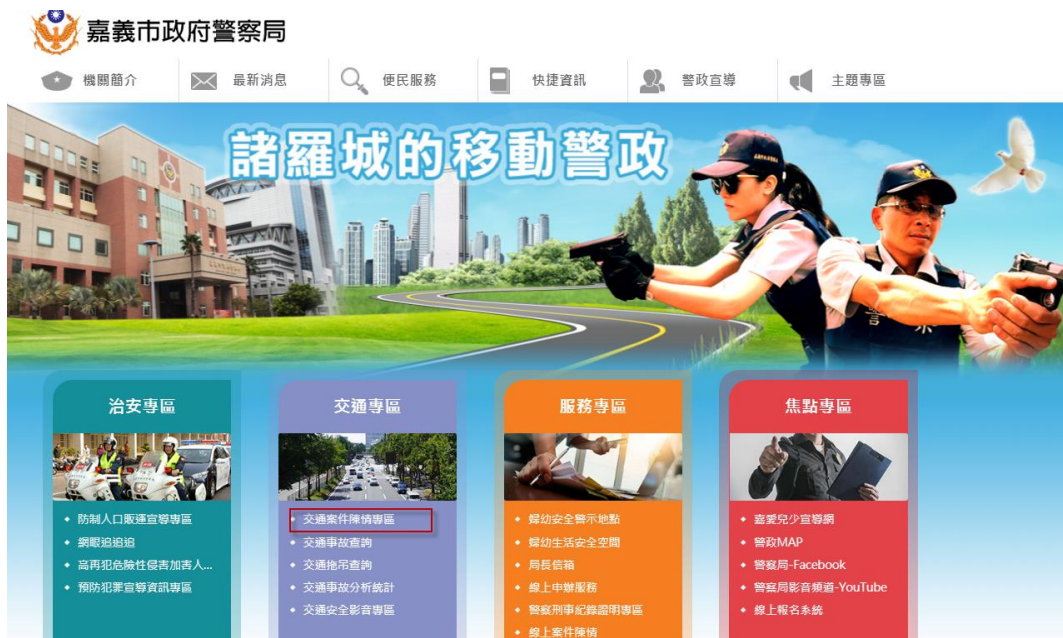 嘉義市政府警察局
機關簡介
最新消息
便民服務
快捷資訊
警政宣導
主題專區
諸羅城的移動警政
治安專區
防制人口販運宣導專區
網眼追追追
高再犯危險性侵害加害人...
預防犯罪宣導資訊專區
交通專區
交通案件陳情專區
交通事故查詢
交通拖吊查詢
交通事故分析統計
交通安全影音專區
服務專區
婦幼安全警示地點
婦幼生活安全空間
局長信箱
線上申辦服務
警察刑事紀錄證明專區
線上案件陳情
焦點專區
嘉愛兒少宣導網
警政MAP
警察局-Facebook
警察局影音頻道-YouTube
線上報名系統